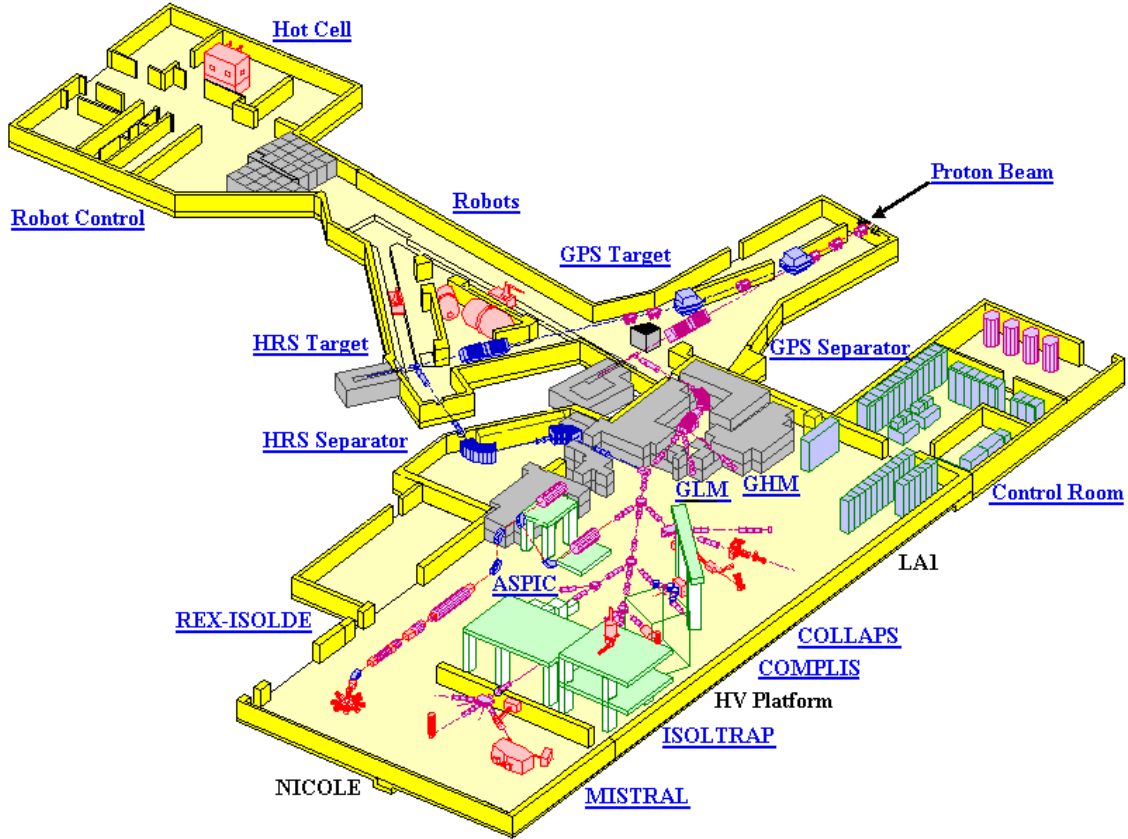 Hot Cell
Proton Beam
Robots
Robot Control
GPS Target
HRS Target
GPS Separator
HRS Separator
GLM
GHM
Control Room
LA1
ASPIC
REX-ISOLDE
COLLAPS
COMPLIS
HV Platform
ISOLTRAP
NICOLE
MISTRAL